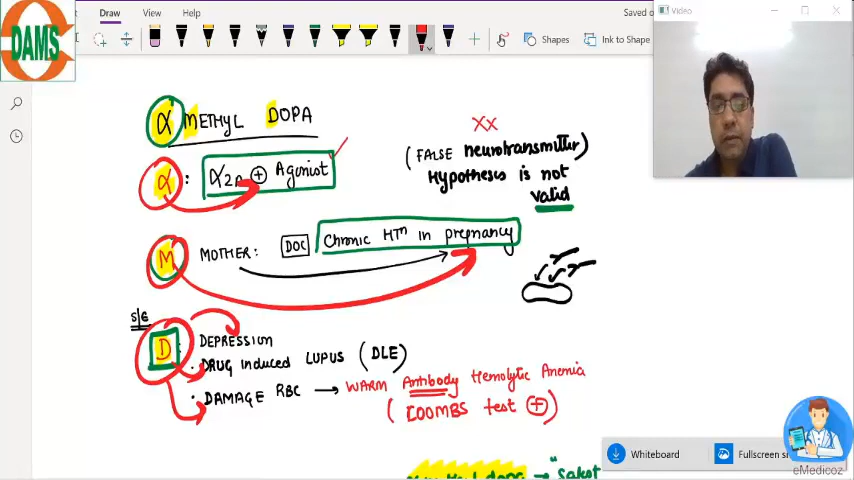 Draw
View
Help
Saved o
Video
DAMS
Shapes
Ink to Shape
α METHYL DOPA
XX
(FALSE neurotransmitter)
Hypothesis is not
valid
α : α2A ⊕ Agonist
M MOTHER: DOC Chronic HTn in pregnancy
S/E
D : DEPRESSION
· DRUG induced LUPUS (DLE)
· DAMAGE RBC → WARM Antibody Hemolytic Anemia
(COOMBS test ⊕)
Whiteboard
Fullscreen
eMedicoz